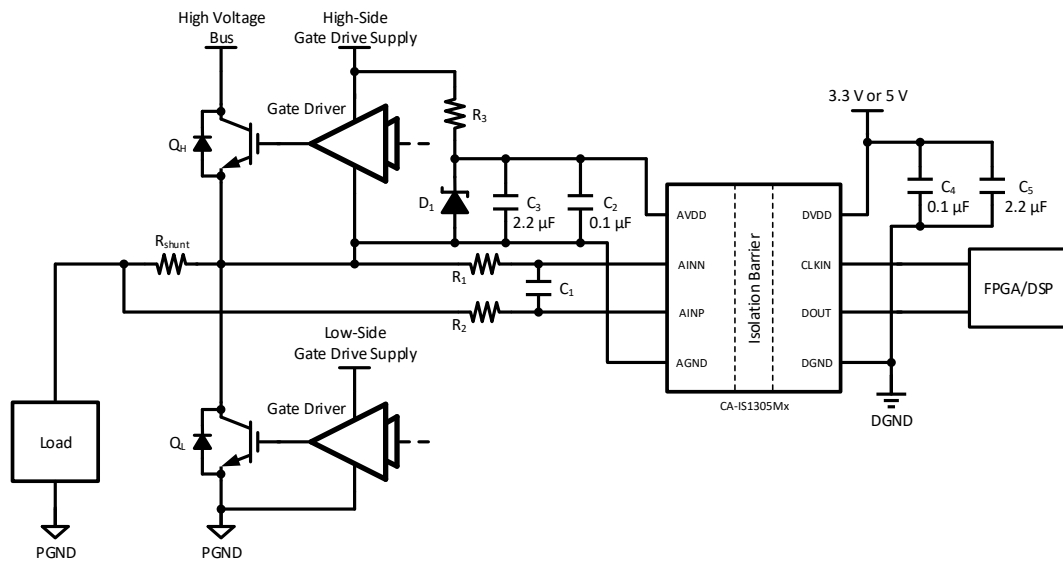 High Voltage
Bus
High-Side
Gate Drive Supply
Gate Driver
QH
R3
D1
C3
2.2 µF
C2
0.1 µF
3.3 V or 5 V
C4
0.1 µF
C5
2.2 µF
Rshunt
R1
R2
C1
AVDD
AINN
AINP
AGND
Isolation Barrier
DVDD
CLKIN
DOUT
DGND
CA-IS1305Mx
FPGA/DSP
DGND
Low-Side
Gate Drive Supply
Gate Driver
QL
Load
PGND
PGND